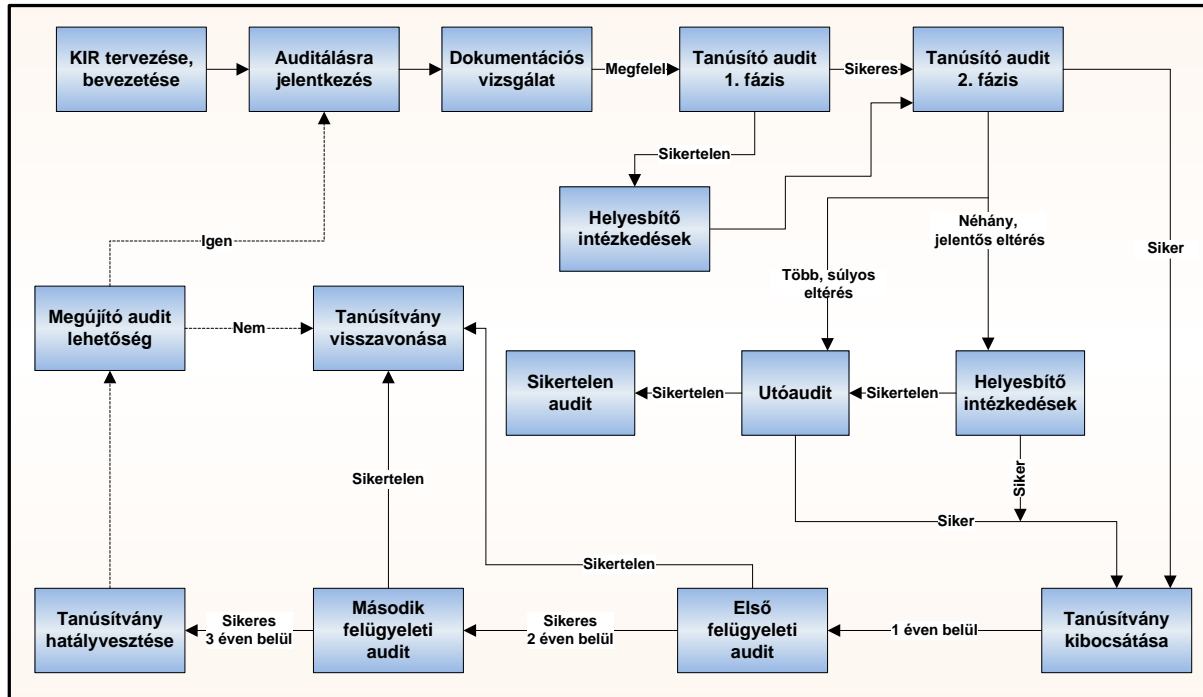 KIR tervezése,
bevezetése
Auditálásra
jelentkezés
Dokumentációs
vizsgálat
Megfelel
Tanúsító audit
1. fázis
Sikeres
Tanúsító audit
2. fázis
Sikertelen
Helyesbítő
intézkedések
Igen
Több, súlyos
eltérés
Néhány,
jelentős eltérés
Siker
Megújító audit
lehetőség
Nem
Tanúsítvány
visszavonása
Sikertelen
audit
Sikertelen
Utóaudit
Sikertelen
Helyesbítő
intézkedések
Sikertelen
Siker
Siker
Sikertelen
Tanúsítvány
hatályvesztése
Sikeres
3 éven belül
Második
felügyeleti
audit
Sikeres
2 éven belül
Első
felügyeleti
audit
1 éven belül
Tanúsítvány
kibocsátása